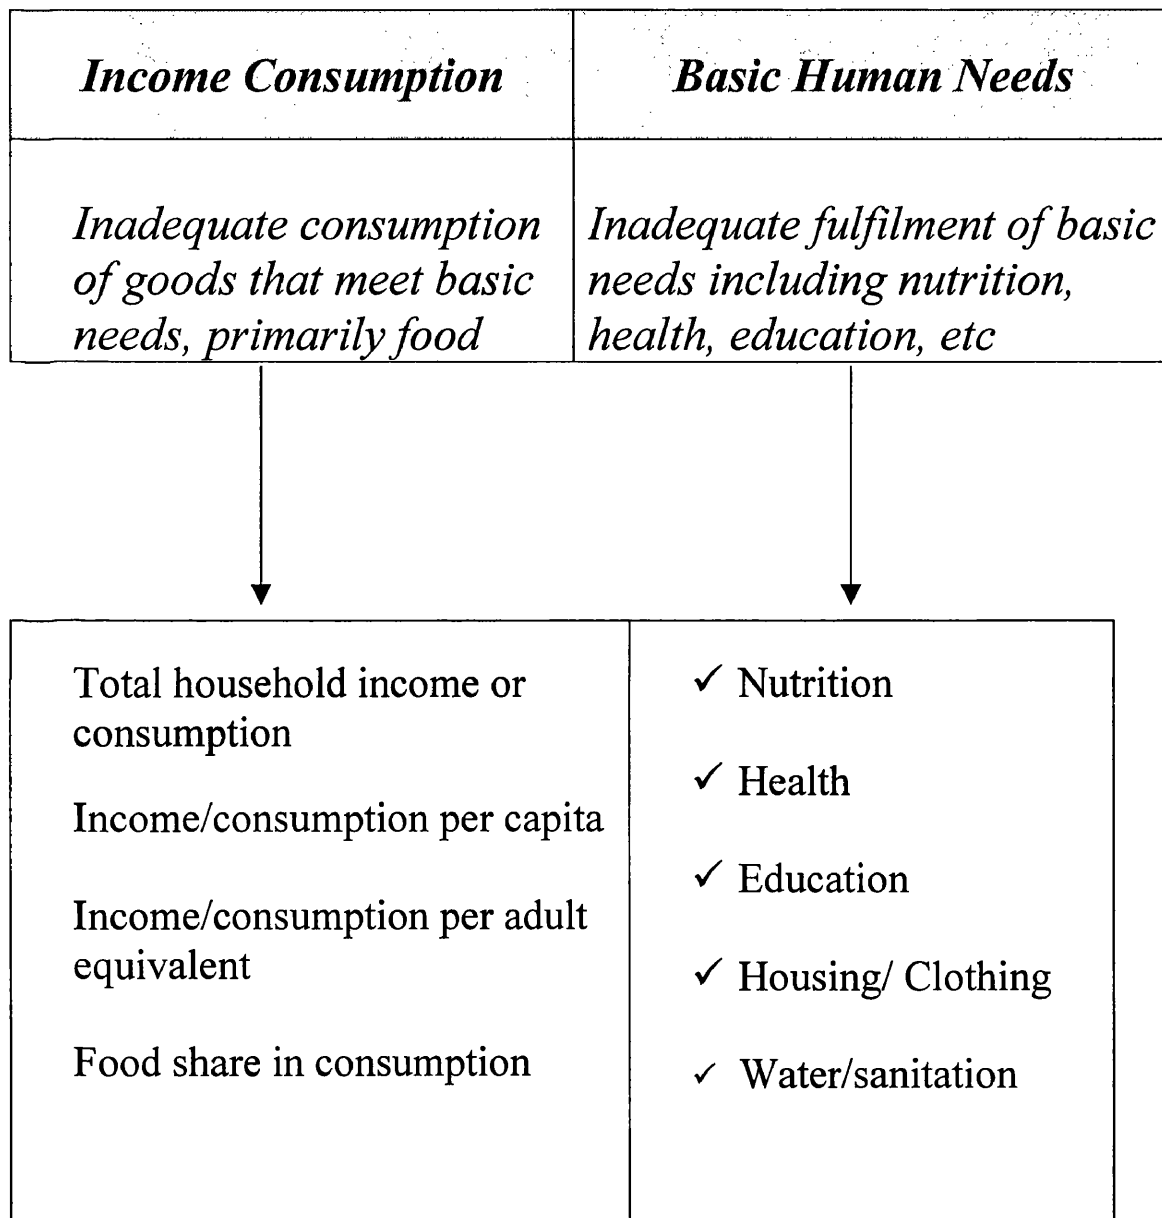 Income Consumption
Basic Human Needs
Inadequate consumption
of goods that meet basic
needs, primarily food
Inadequate fulfilment of basic
needs including nutrition,
health, education, etc
Total household income or
consumption
Income/consumption per capita
Income/consumption per adult
equivalent
Food share in consumption
✓ Nutrition
✓ Health
✓ Education
✓ Housing/ Clothing
✓ Water/sanitation